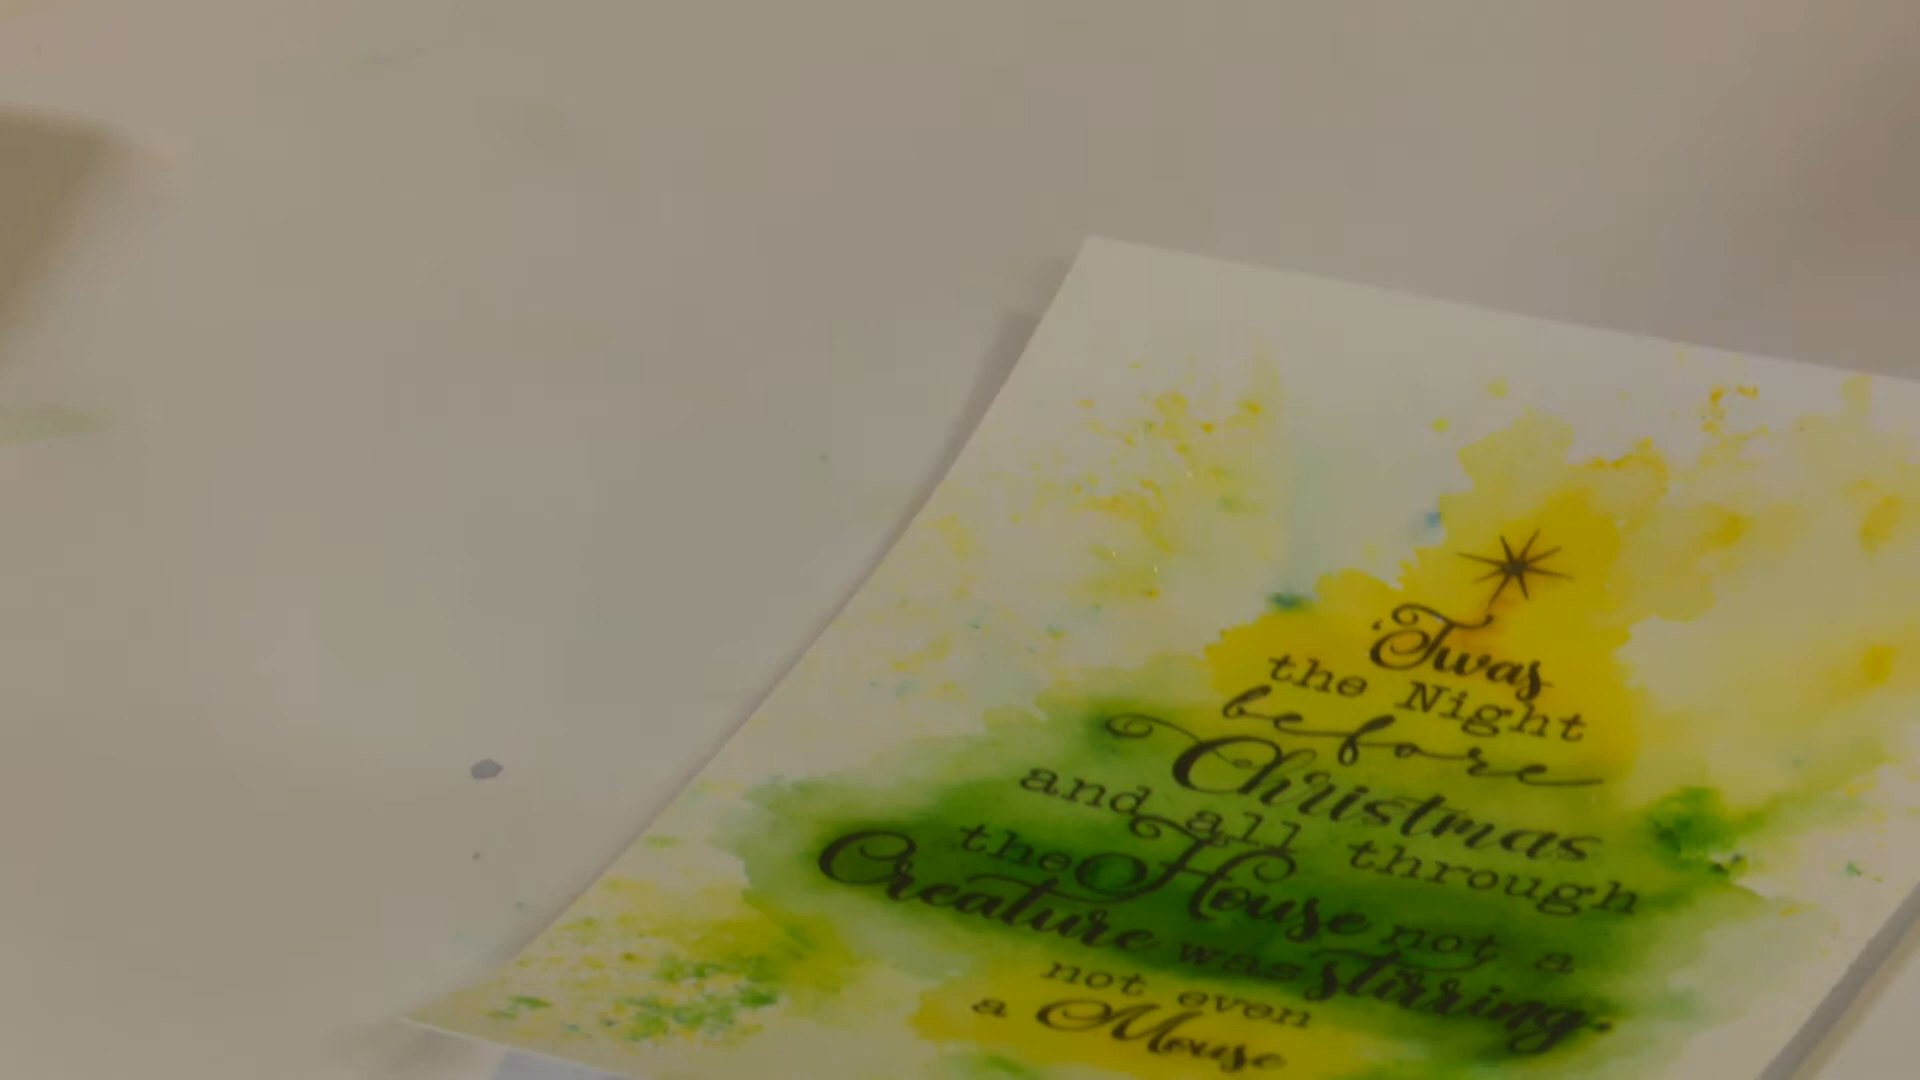 'Twas
the Night
before
Christmas
and all through
the House not a
Creature was stirring.
not even
a Mouse